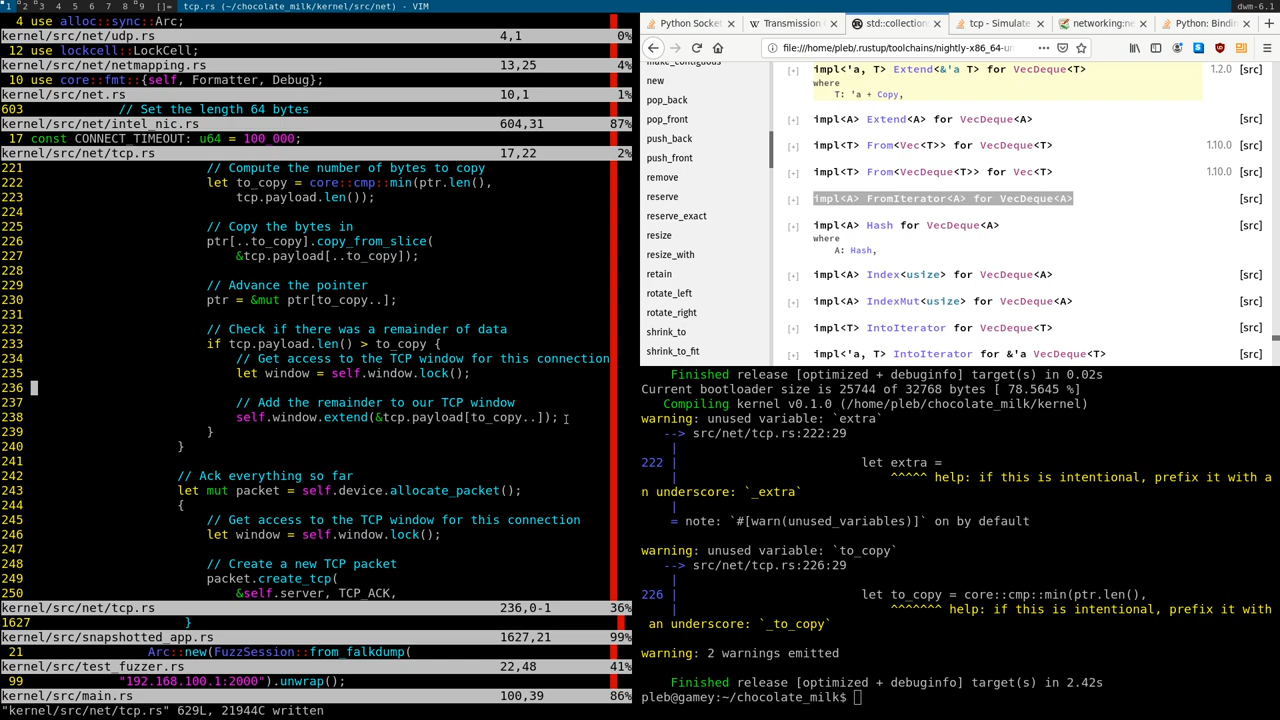 1 2 3 4 5 6 7 8 9 []= tcp.rs (~/chocolate_milk/kernel/src/net) - VIM
dwm-6.1
4 use alloc::sync::Arc;
kernel/src/net/udp.rs 4,1 0%
12 use lockcell::LockCell;
kernel/src/net/netmapping.rs 13,25 4%
10 use core::fmt::{self, Formatter, Debug};
kernel/src/net.rs 10,1 1%
603 // Set the length 64 bytes
kernel/src/net/intel_nic.rs 604,31 87%
17 const CONNECT_TIMEOUT: u64 = 100_000;
kernel/src/net/tcp.rs 17,22 2%
221 // Compute the number of bytes to copy
222 let to_copy = core::cmp::min(ptr.len(),
223 tcp.payload.len());
224
225 // Copy the bytes in
226 ptr[..to_copy].copy_from_slice(
227 &tcp.payload[..to_copy]);
228
229 // Advance the pointer
230 ptr = &mut ptr[to_copy..];
231
232 // Check if there was a remainder of data
233 if tcp.payload.len() > to_copy {
234 // Get access to the TCP window for this connection
235 let window = self.window.lock();
236
237 // Add the remainder to our TCP window
238 self.window.extend(&tcp.payload[to_copy..]);
239 }
240 }
241
242 // Ack everything so far
243 let mut packet = self.device.allocate_packet();
244 {
245 // Get access to the TCP window for this connection
246 let window = self.window.lock();
247
248 // Create a new TCP packet
249 packet.create_tcp(
250 &self.server, TCP_ACK,
kernel/src/net/tcp.rs 236,0-1 36%
1627 }
kernel/src/snapshotted_app.rs 1627,21 99%
21 Arc::new(FuzzSession::from_falkdump(
kernel/src/test_fuzzer.rs 22,48 41%
99 "192.168.100.1:2000").unwrap();
kernel/src/main.rs 100,39 86%
"kernel/src/net/tcp.rs" 629L, 21944C written
Python Socket
Transmission C
std::collection
tcp - Simulate
networking:ne
Python: Bindin
file:///home/pleb/.rustup/toolchains/nightly-x86_64-un
make_contiguous
new
pop_back
pop_front
push_back
push_front
remove
reserve
reserve_exact
resize
resize_with
retain
rotate_left
rotate_right
shrink_to
shrink_to_fit
[+] impl<'a, T> Extend<&'a T> for VecDeque<T> 1.2.0 [src]
where
T: 'a + Copy,
[+] impl<A> Extend<A> for VecDeque<A> [src]
[+] impl<T> From<Vec<T>> for VecDeque<T> 1.10.0 [src]
[+] impl<T> From<VecDeque<T>> for Vec<T> 1.10.0 [src]
[+] impl<A> FromIterator<A> for VecDeque<A> [src]
[+] impl<A> Hash for VecDeque<A> [src]
where
A: Hash,
[+] impl<A> Index<usize> for VecDeque<A> [src]
[+] impl<A> IndexMut<usize> for VecDeque<A> [src]
[+] impl<T> IntoIterator for VecDeque<T> [src]
[+] impl<'a, T> IntoIterator for &'a VecDeque<T> [src]
Finished release [optimized + debuginfo] target(s) in 0.02s
Current bootloader size is 25744 of 32768 bytes [ 78.5645 %]
Compiling kernel v0.1.0 (/home/pleb/chocolate_milk/kernel)
warning: unused variable: `extra`
--> src/net/tcp.rs:222:29
|
222 | let extra =
| ^^^^^ help: if this is intentional, prefix it with a
n underscore: `_extra`
|
= note: `#[warn(unused_variables)]` on by default
warning: unused variable: `to_copy`
--> src/net/tcp.rs:226:29
|
226 | let to_copy = core::cmp::min(ptr.len(),
| ^^^^^^^ help: if this is intentional, prefix it with
an underscore: `_to_copy`
warning: 2 warnings emitted
Finished release [optimized + debuginfo] target(s) in 2.42s
pleb@gamey:~/chocolate_milk$